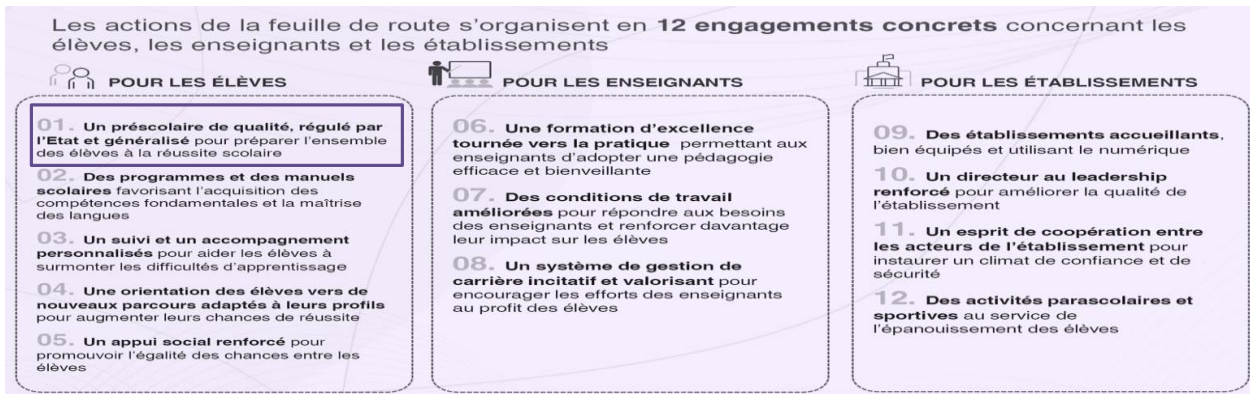 Les actions de la feuille de route s’organisent en 12 engagements concrets concernant les
élèves, les enseignants et les établissements
POUR LES ÉLÈVES
01. Un préscolaire de qualité, régulé par
l’Etat et généralisé pour préparer l’ensemble
des élèves à la réussite scolaire
02. Des programmes et des manuels
scolaires favorisant l’acquisition des
compétences fondamentales et la maîtrise
des langues
03. Un suivi et un accompagnement
personnalisés pour aider les élèves à
surmonter les difficultés d’apprentissage
04. Une orientation des élèves vers de
nouveaux parcours adaptés à leurs profils
pour augmenter leurs chances de réussite
05. Un appui social renforcé pour
promouvoir l’égalité des chances entre les
élèves
POUR LES ENSEIGNANTS
06. Une formation d’excellence
tournée vers la pratique permettant aux
enseignants d’adopter une pédagogie
efficace et bienveillante
07. Des conditions de travail
améliorées pour répondre aux besoins
des enseignants et renforcer davantage
leur impact sur les élèves
08. Un système de gestion de
carrière incitatif et valorisant pour
encourager les efforts des enseignants
au profit des élèves
POUR LES ÉTABLISSEMENTS
09. Des établissements accueillants,
bien équipés et utilisant le numérique
10. Un directeur au leadership
renforcé pour améliorer la qualité de
l’établissement
11. Un esprit de coopération entre
les acteurs de l’établissement pour
instaurer un climat de confiance et de
sécurité
12. Des activités parascolaires et
sportives au service de
l’épanouissement des élèves